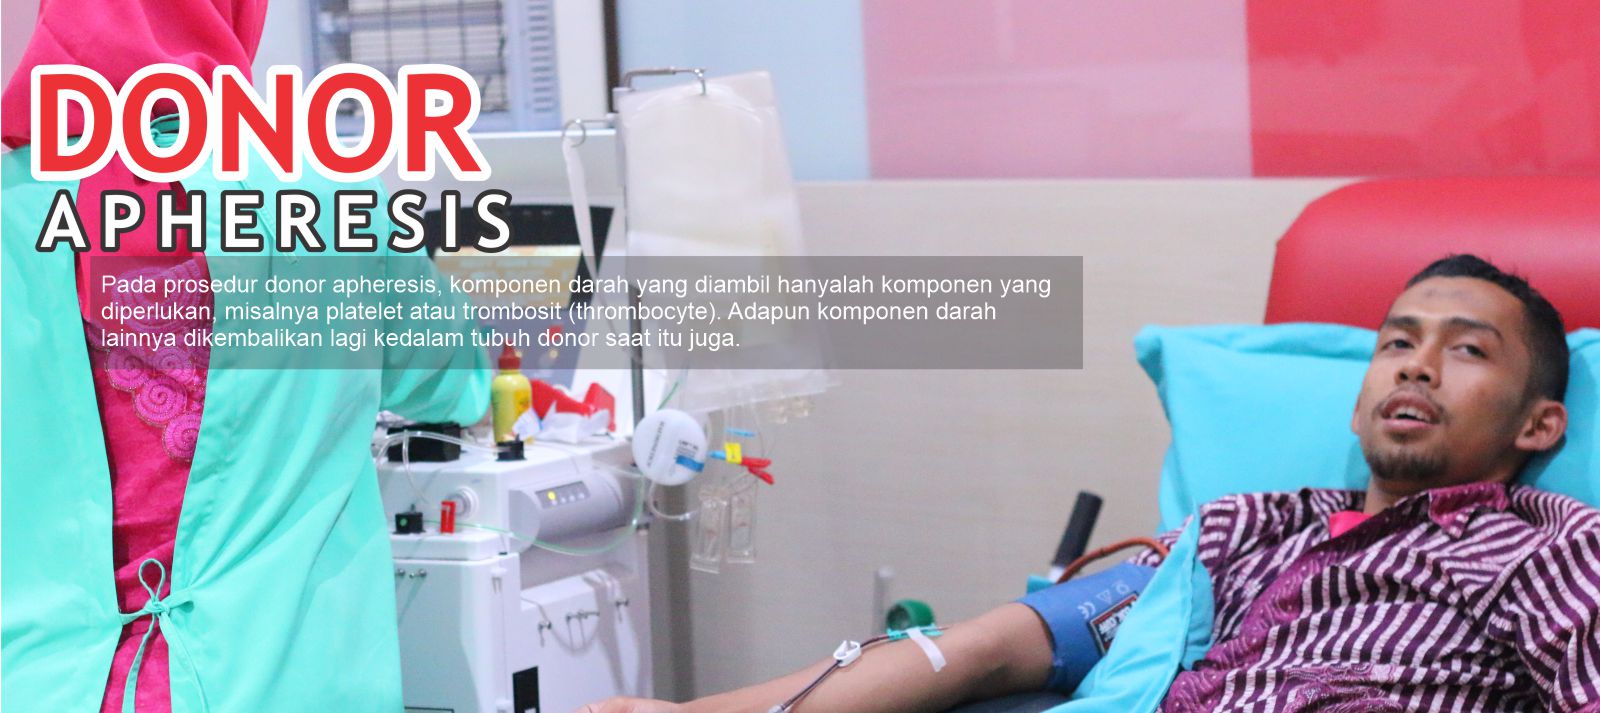 DONOR
APHERESIS
Pada prosedur donor apheresis, komponen darah yang diambil hanyalah komponen yang
diperlukan, misalnya platelet atau trombosit (thrombocyte). Adapun komponen darah
lainnya dikembalikan lagi kedalam tubuh donor saat itu juga.